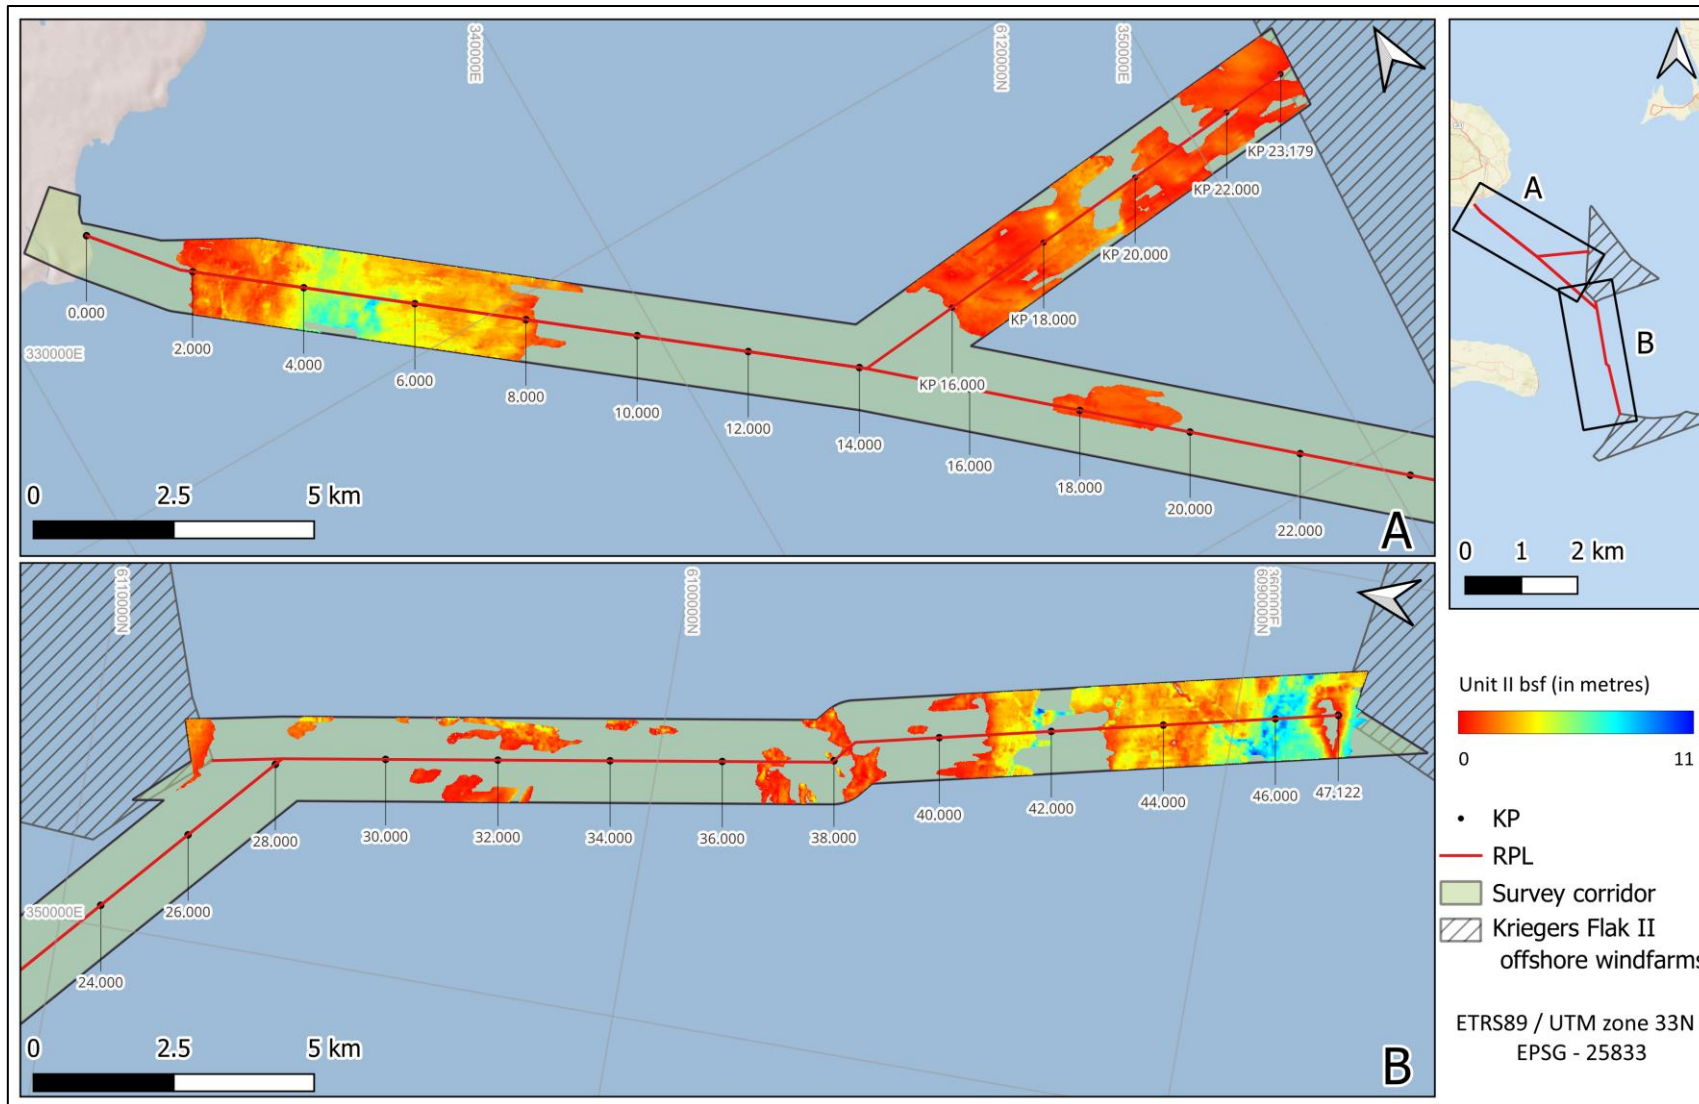 340000E
6120000N
350000E
330000E
0.000
2.000
4.000
6.000
8.000
10.000
12.000
14.000
KP 16.000
KP 18.000
KP 20.000
KP 22.000
KP 23.179
16.000
18.000
20.000
22.000
0 2.5 5 km
A
A
B
0 1 2 km
6110000N
6100000N
360000E
6090000N
350000E
24.000
26.000
28.000
30.000
32.000
34.000
36.000
38.000
40.000
42.000
44.000
46.000
47.122
0 2.5 5 km
B
Unit II bsf (in metres)
0 11
KP
RPL
Survey corridor
Kriegers Flak II
offshore windfarms
ETRS89 / UTM zone 33N
EPSG - 25833